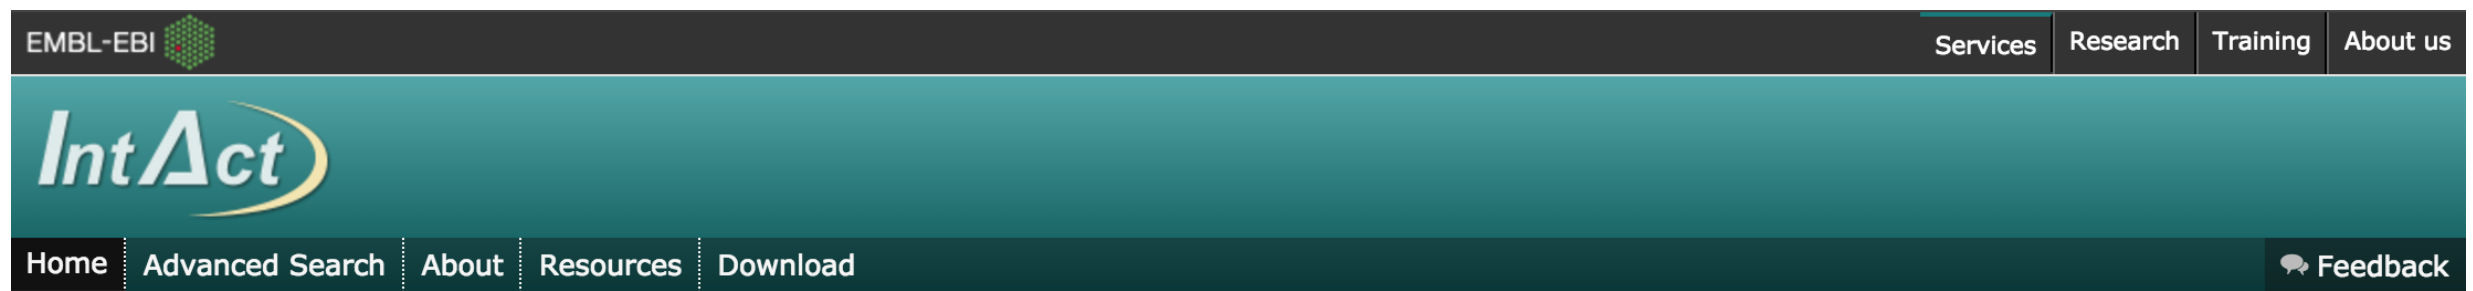 EMBL-EBI Services Research Training About us
IntAct
Home Advanced Search About Resources Download Feedback